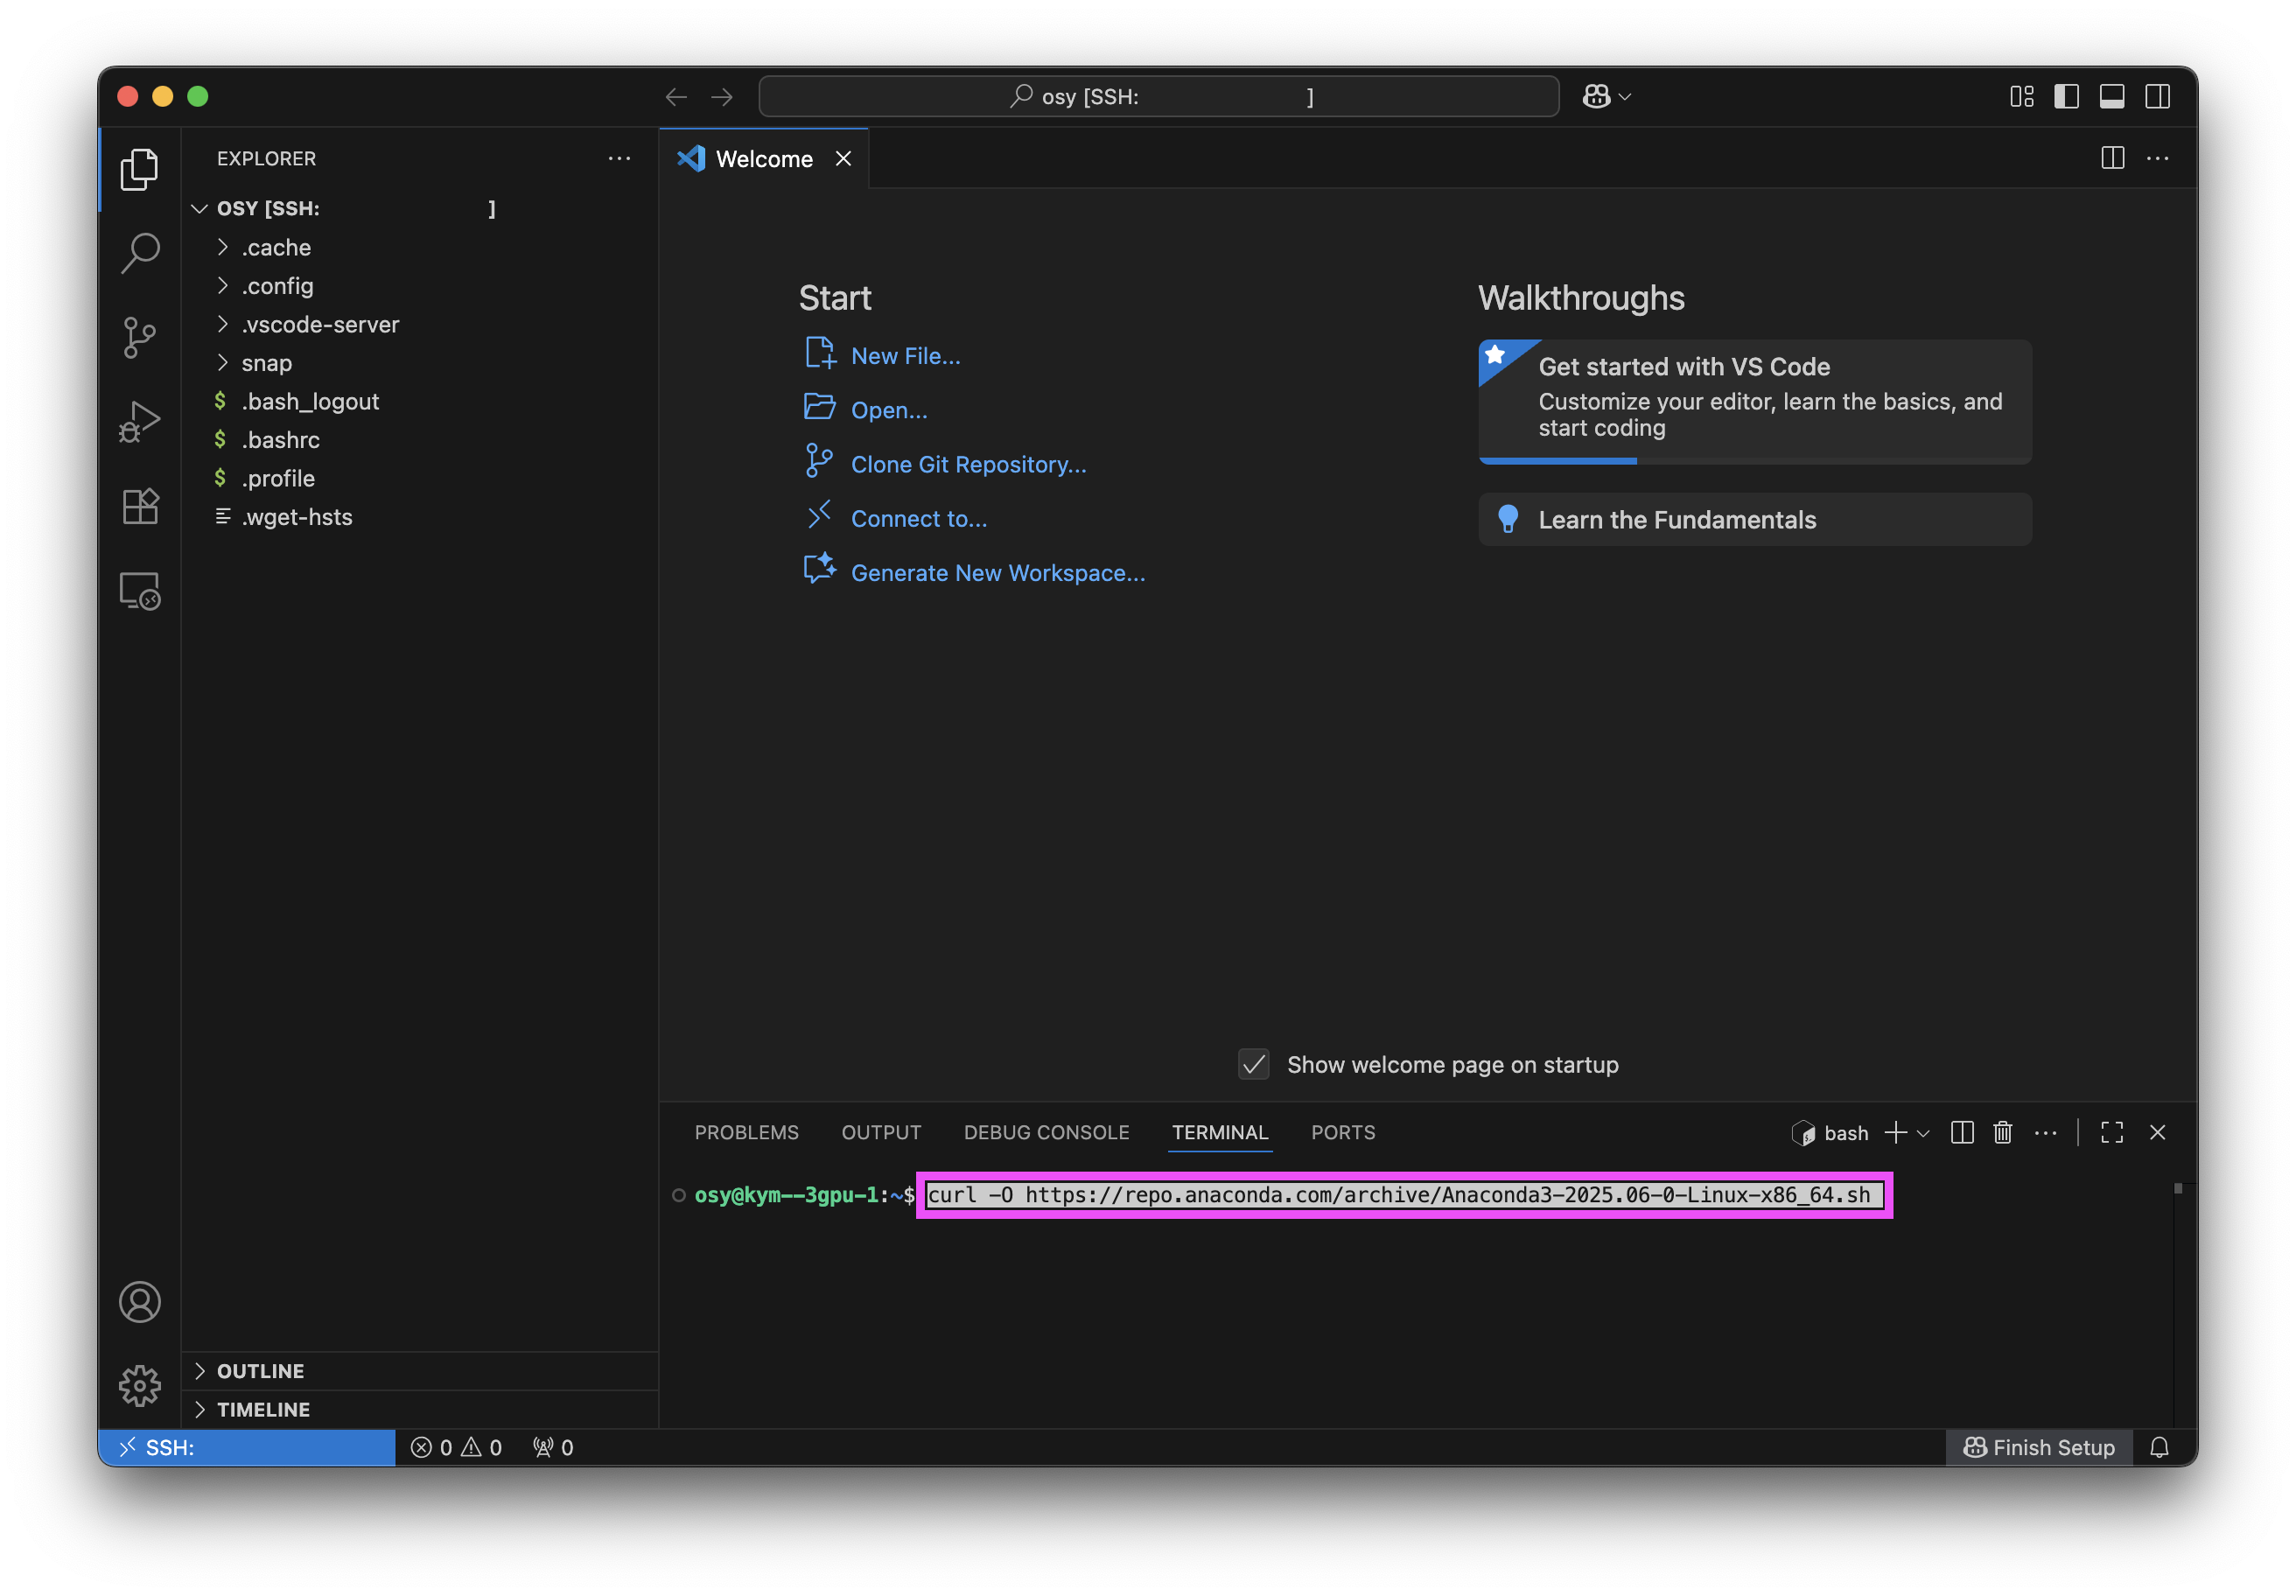 osy [SSH: ]
EXPLORER
OSY [SSH: ]
.cache
.config
.vscode-server
snap
$ .bash_logout
$ .bashrc
$ .profile
.wget-hsts
OUTLINE
TIMELINE
Welcome
Start
New File...
Open...
Clone Git Repository...
Connect to...
Generate New Workspace...
Walkthroughs
Get started with VS Code
Customize your editor, learn the basics, and
start coding
Learn the Fundamentals
Show welcome page on startup
PROBLEMS OUTPUT DEBUG CONSOLE TERMINAL PORTS
bash
osy@kym--3gpu-1:~$ curl -O https://repo.anaconda.com/archive/Anaconda3-2025.06-0-Linux-x86_64.sh
SSH: 0 0 0 Finish Setup